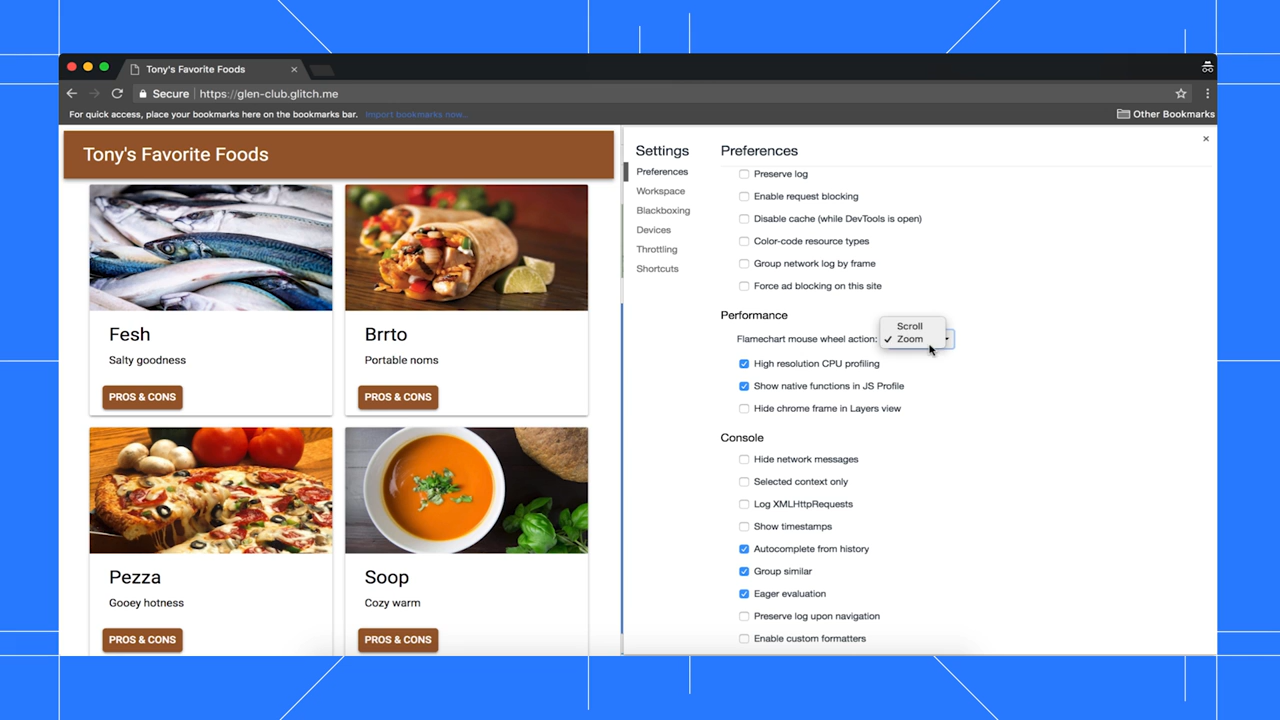 Tony's Favorite Foods
Secure https://glen-club.glitch.me
For quick access, place your bookmarks here on the bookmarks bar. Import bookmarks now...
Other Bookmarks
Tony's Favorite Foods
Fesh
Salty goodness
PROS & CONS
Brrto
Portable noms
PROS & CONS
Pezza
Gooey hotness
PROS & CONS
Soop
Cozy warm
PROS & CONS
Settings
Preferences
Workspace
Blackboxing
Devices
Throttling
Shortcuts
Preferences
Preserve log
Enable request blocking
Disable cache (while DevTools is open)
Color-code resource types
Group network log by frame
Force ad blocking on this site
Performance
Flamechart mouse wheel action:
Scroll
Zoom
High resolution CPU profiling
Show native functions in JS Profile
Hide chrome frame in Layers view
Console
Hide network messages
Selected context only
Log XMLHttpRequests
Show timestamps
Autocomplete from history
Group similar
Eager evaluation
Preserve log upon navigation
Enable custom formatters